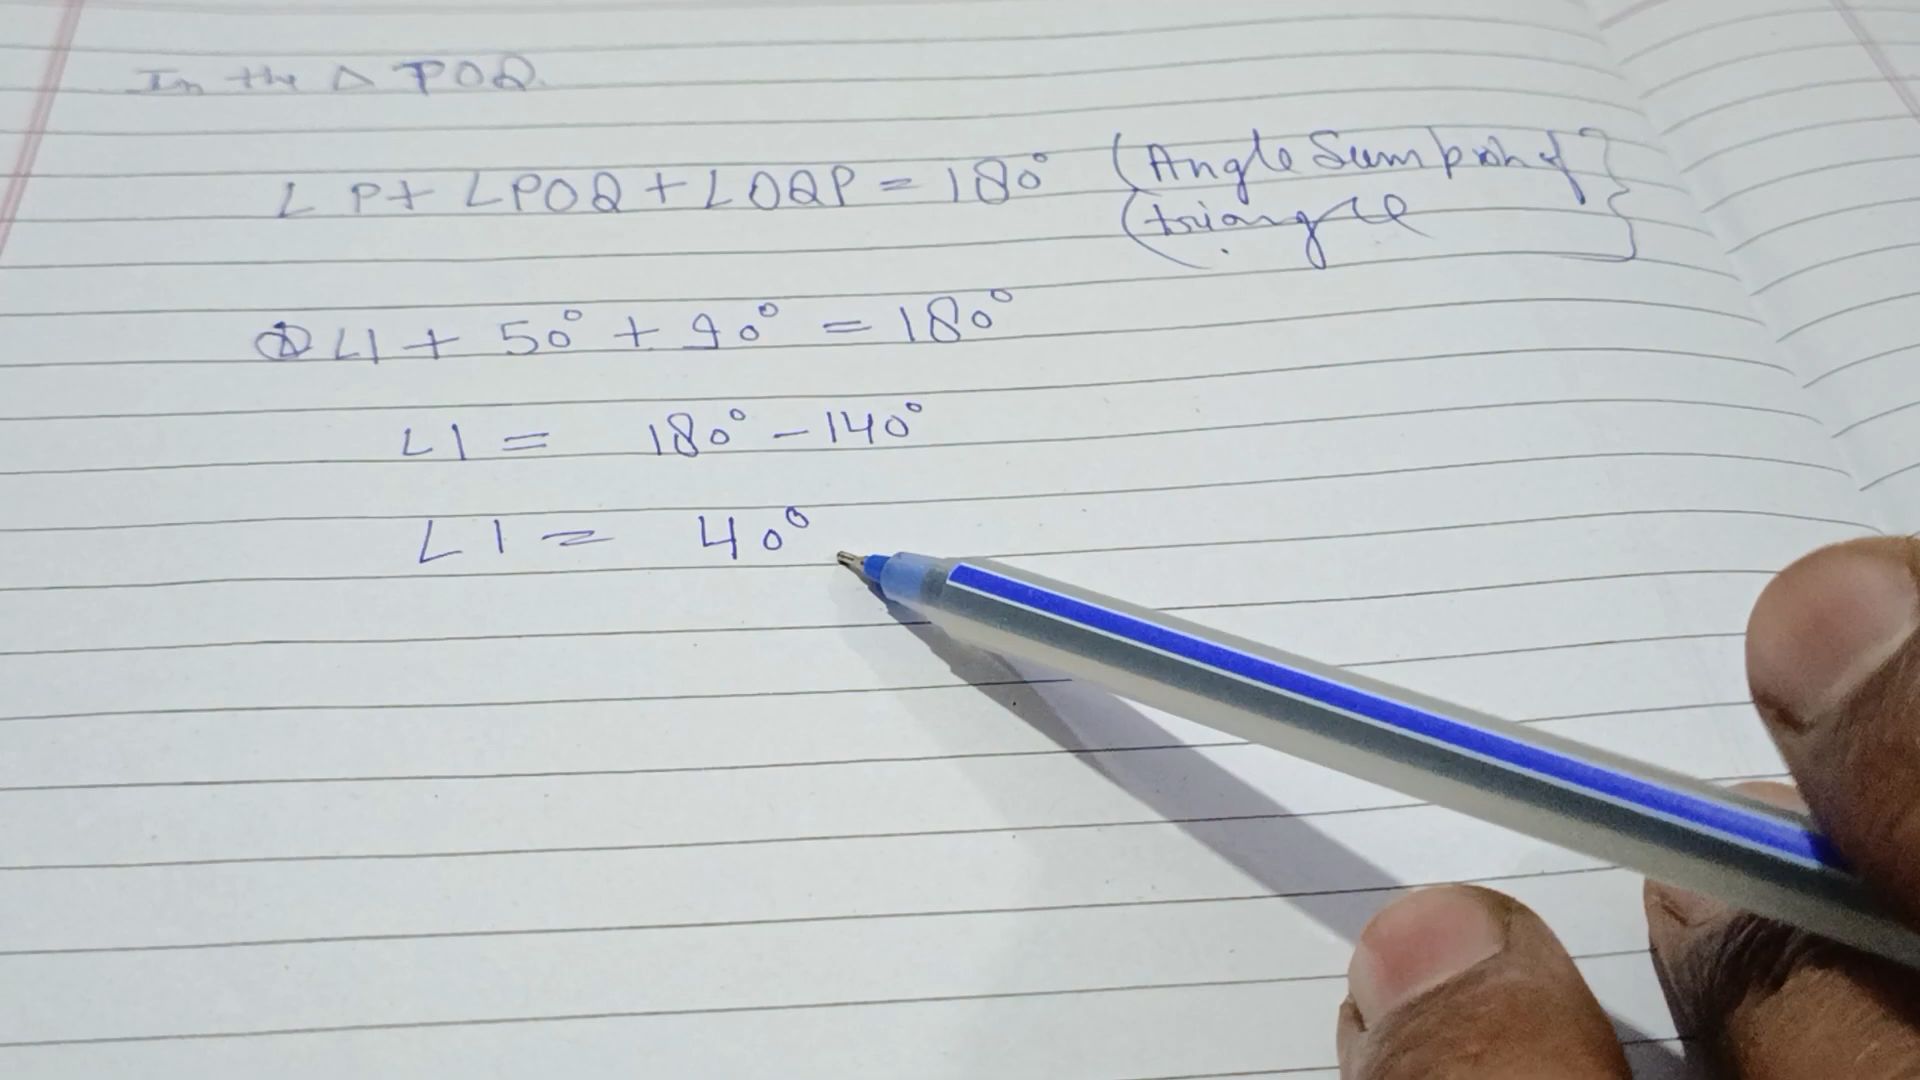 In the △ POQ.
∠P + ∠POQ + ∠OQP = 180° (Angle Sum of
triangle
∠1 + 50° + 90° = 180°
∠1 = 180° - 140°
∠1 = 40°